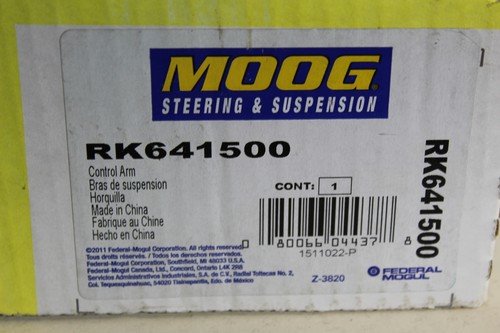 MOOG
STEERING & SUSPENSION
RK641500
Control Arm
Bras de suspension
Horquilla
Made in China
Fabriqué au Chine
Hecho en China
CONT: 1
0 80066 04437 8
1511022-P
©2011 Federal-Mogul Corporation. All rights reserved.
Tous droits réservés. / Todos los derechos reservados.
Federal-Mogul Corporation, Southfield, MI 48033 U.S.A.
Federal-Mogul Canada, Ltd., Concord, Ontario L4K 2R8
Servicios Administrativos Industriales, S.A. de C.V., Radial Toltecas No. 2,
Col. Tequesquinahuac, 54020 Tlalnepantla, Edo. de Mexico
Z-3820
FEDERAL
MOGUL
RK641500